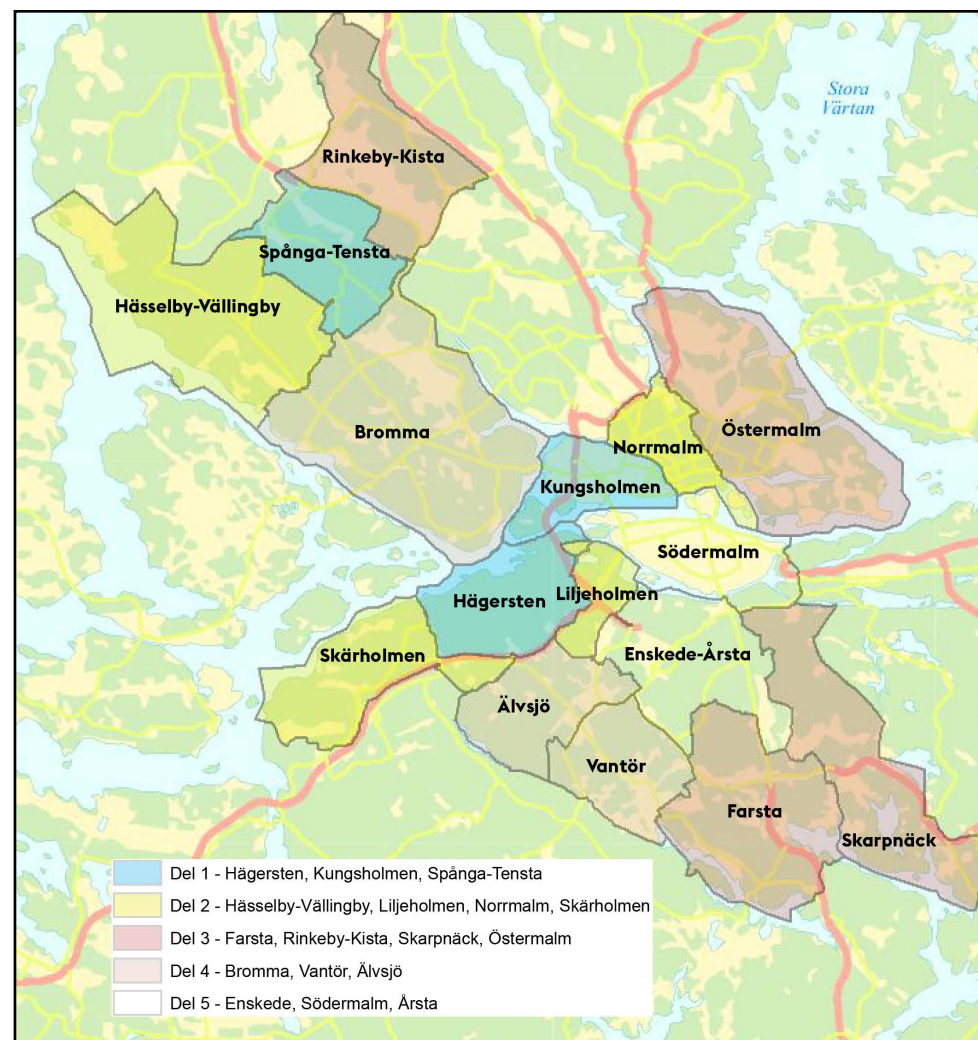 Stora
Värtan
Rinkeby-Kista
Spånga-Tensta
Hässelby-Vällingby
Bromma
Östermalm
Norrmalm
Kungsholmen
Södermalm
Liljeholmen
Hägersten
Skärholmen
Enskede-Årsta
Älvsjö
Vantör
Farsta
Skarpnäck
Del 1 - Hägersten, Kungsholmen, Spånga-Tensta
Del 2 - Hässelby-Vällingby, Liljeholmen, Norrmalm, Skärholmen
Del 3 - Farsta, Rinkeby-Kista, Skarpnäck, Östermalm
Del 4 - Bromma, Vantör, Älvsjö
Del 5 - Enskede, Södermalm, Årsta